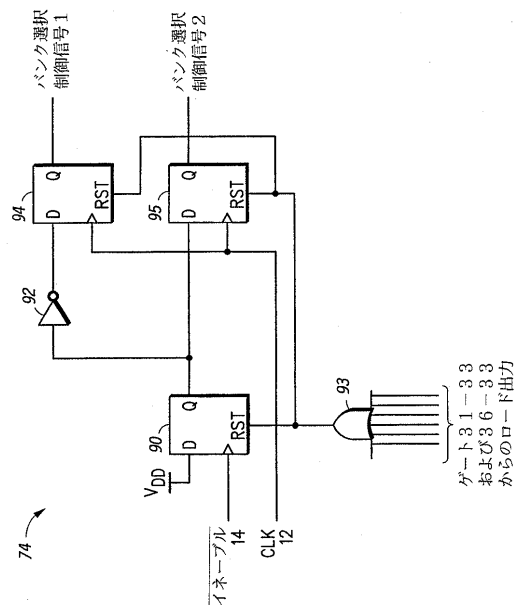 74
VDD
イネーブル
14
CLK
12
90
D
Q
RST
92
94
D
Q
RST
バンク選択
制御信号1
95
D
Q
RST
バンク選択
制御信号2
93
ゲート31-33
および36-33
からのロード出力